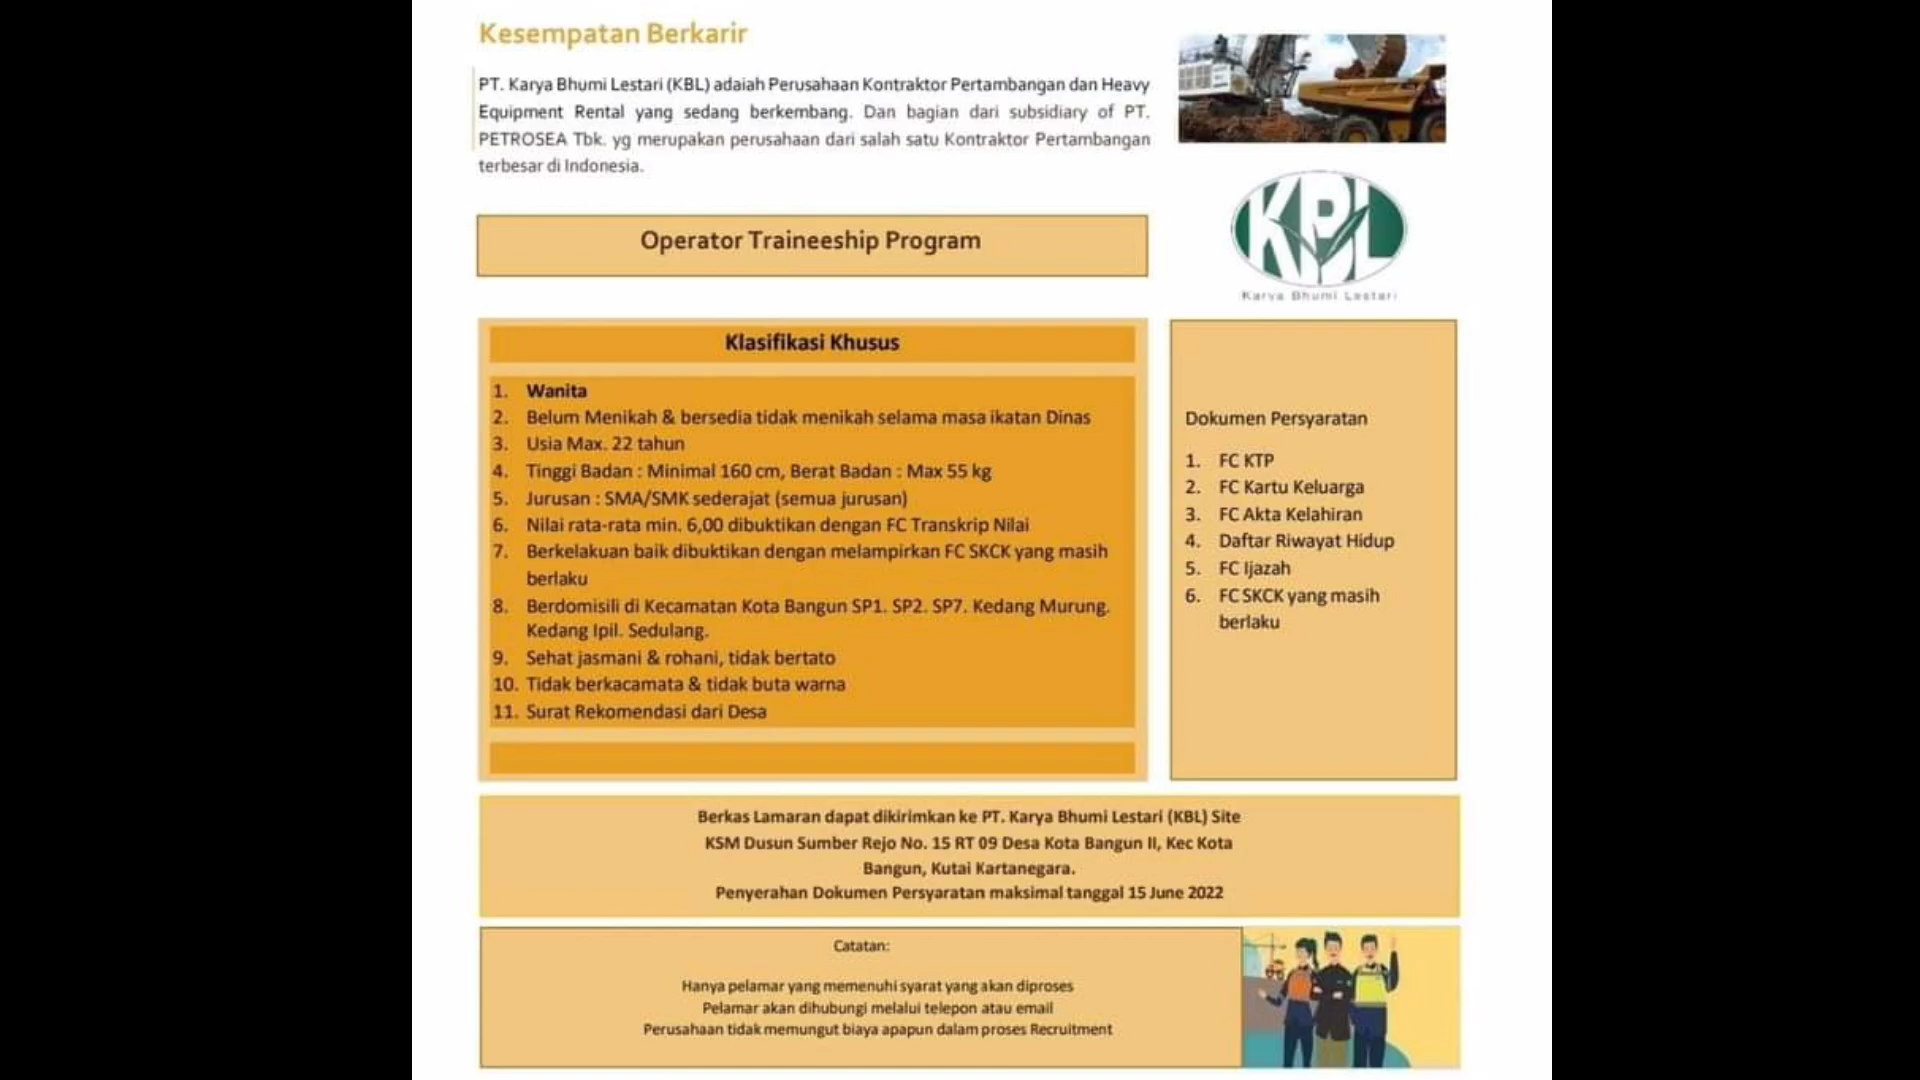 Kesempatan Berkarir
PT. Karya Bhumi Lestari (KBL) adaiah Perusahaan Kontraktor Pertambangan dan Heavy
Equipment Rental yang sedang berkembang. Dan bagian dari subsidiary of PT.
PETROSEA Tbk. yg merupakan perusahaan dari salah satu Kontraktor Pertambangan
terbesar di Indonesia.
KBL
Karya Bhumi Lestari
Operator Traineeship Program
Klasifikasi Khusus
1. Wanita
2. Belum Menikah & bersedia tidak menikah selama masa ikatan Dinas
3. Usia Max. 22 tahun
4. Tinggi Badan : Minimal 160 cm, Berat Badan : Max 55 kg
5. Jurusan : SMA/SMK sederajat (semua jurusan)
6. Nilai rata-rata min. 6,00 dibuktikan dengan FC Transkrip Nilai
7. Berkelakuan baik dibuktikan dengan melampirkan FC SKCK yang masih
berlaku
8. Berdomisili di Kecamatan Kota Bangun SP1. SP2. SP7. Kedang Murung.
Kedang Ipil. Sedulang.
9. Sehat jasmani & rohani, tidak bertato
10. Tidak berkacamata & tidak buta warna
11. Surat Rekomendasi dari Desa
Dokumen Persyaratan
1. FC KTP
2. FC Kartu Keluarga
3. FC Akta Kelahiran
4. Daftar Riwayat Hidup
5. FC Ijazah
6. FC SKCK yang masih
berlaku
Berkas Lamaran dapat dikirimkan ke PT. Karya Bhumi Lestari (KBL) Site
KSM Dusun Sumber Rejo No. 15 RT 09 Desa Kota Bangun II, Kec Kota
Bangun, Kutai Kartanegara.
Penyerahan Dokumen Persyaratan maksimal tanggal 15 June 2022
Catatan:
Hanya pelamar yang memenuhi syarat yang akan diproses
Pelamar akan dihubungi melalui telepon atau email
Perusahaan tidak memungut biaya apapun dalam proses Recruitment